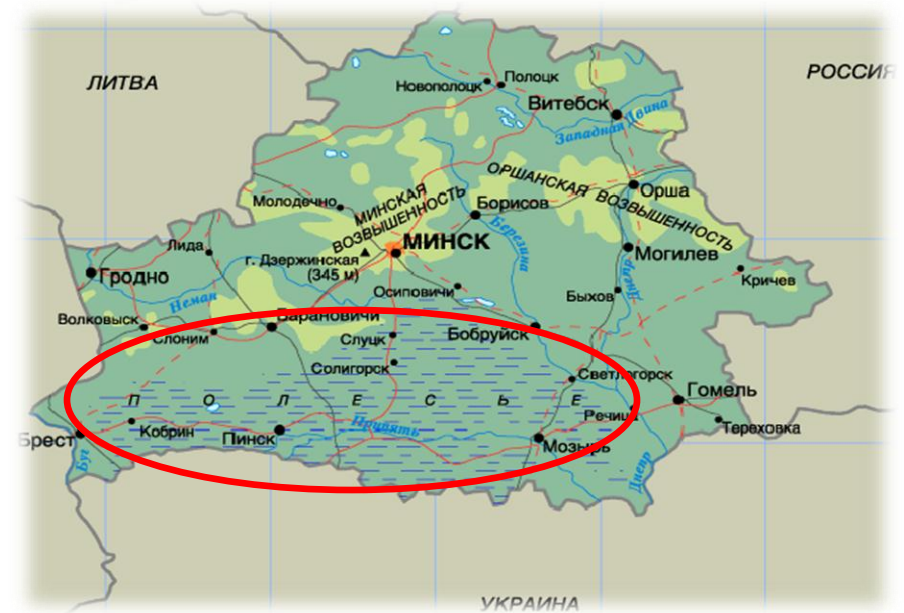 ЛИТВА
РОССИЯ
Новополоцк
Полоцк
Витебск
Западная Двина
ОРШАНСКАЯ ВОЗВЫШЕННОСТЬ
Орша
Молодечно
МИНСКАЯ
ВОЗВЫШЕННОСТЬ
Борисов
Березина
МИНСК
Лида
г. Дзержинская
(345 м)
Могилев
Гродно
Днепр
Кричев
Осиповичи
Быхов
Неман
Волковыск
Барановичи
Слоним
Слуцк
Бобруйск
Солигорск
Светлогорск
ПОЛЕСЬЕ
Гомель
Речица
Тереховка
Брест
Кобрин
Пинск
Припять
Мозырь
Буг
Днепр
УКРАИНА